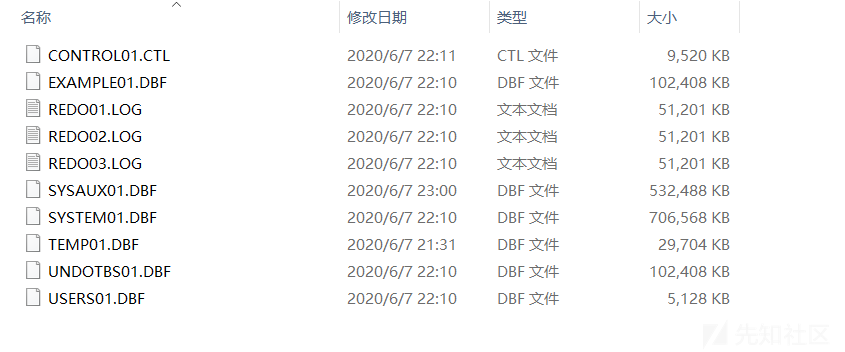 名称 修改日期 类型 大小
CONTROL01.CTL 2020/6/7 22:11 CTL 文件 9,520 KB
EXAMPLE01.DBF 2020/6/7 22:10 DBF 文件 102,408 KB
REDO01.LOG 2020/6/7 22:10 文本文档 51,201 KB
REDO02.LOG 2020/6/7 22:10 文本文档 51,201 KB
REDO03.LOG 2020/6/7 22:10 文本文档 51,201 KB
SYSAUX01.DBF 2020/6/7 23:00 DBF 文件 532,488 KB
SYSTEM01.DBF 2020/6/7 22:10 DBF 文件 706,568 KB
TEMP01.DBF 2020/6/7 21:31 DBF 文件 29,704 KB
UNDOTBS01.DBF 2020/6/7 22:10 DBF 文件 102,408 KB
USERS01.DBF 2020/6/7 22:10 DBF 文件 5,128 KB
先知社区